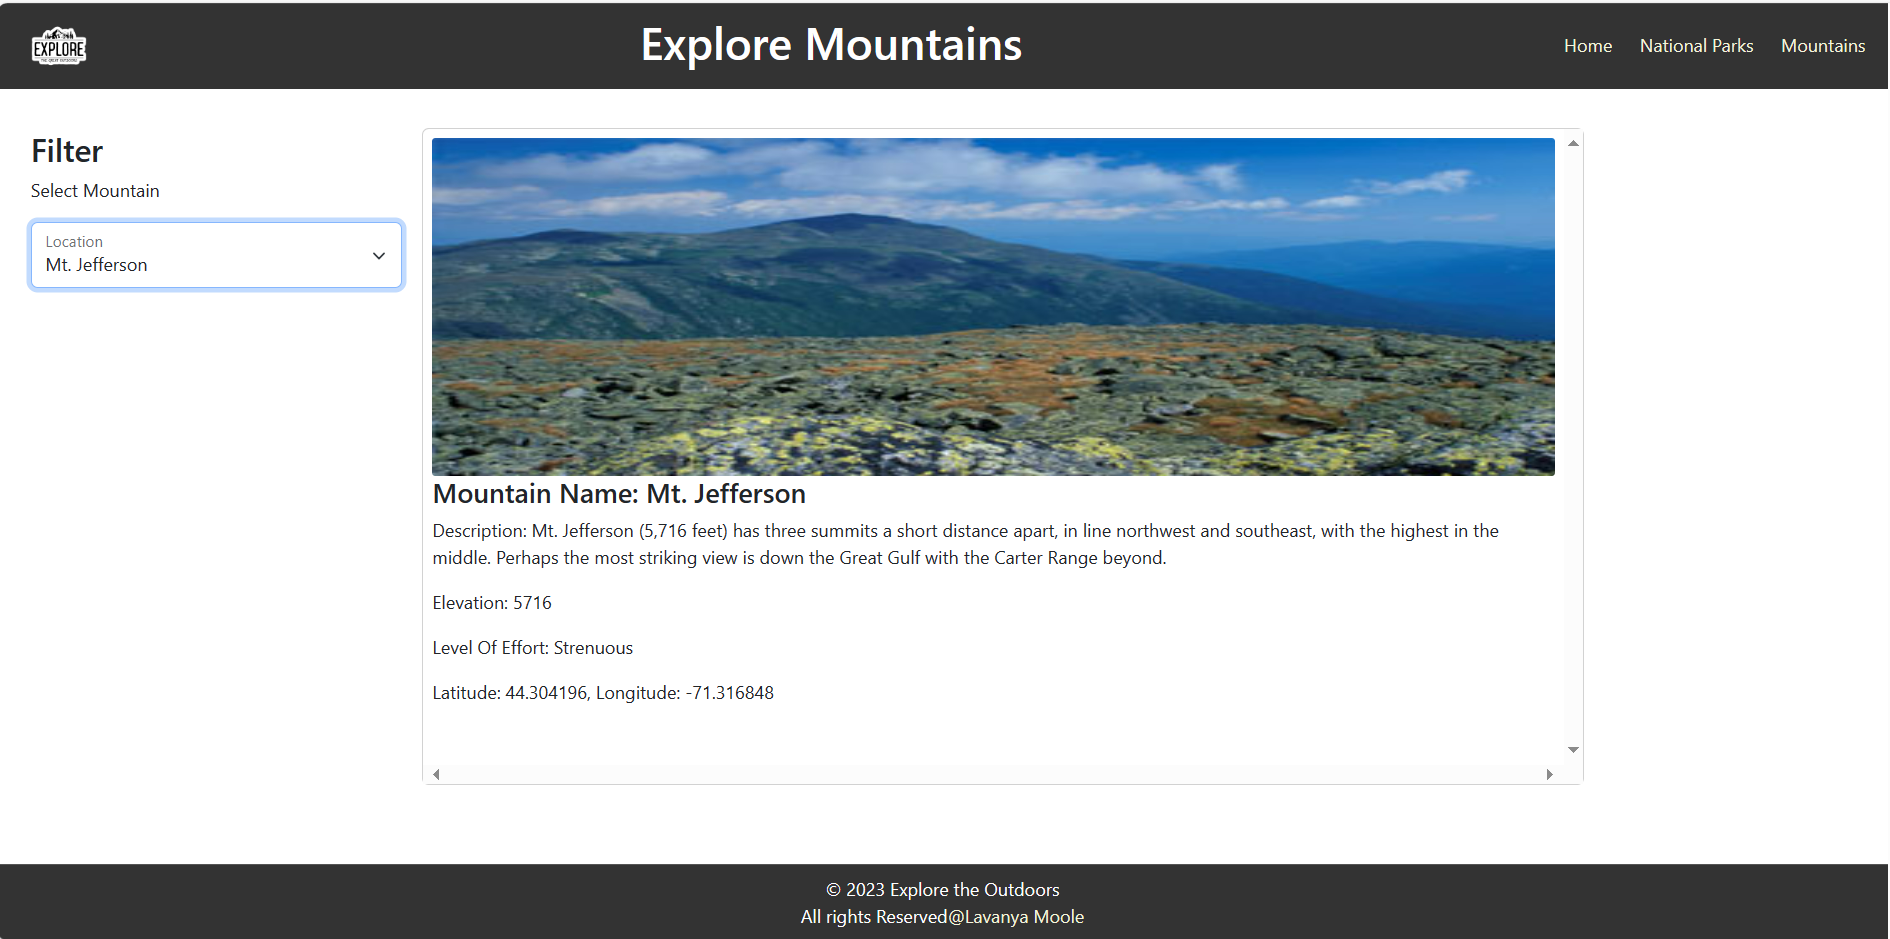 EXPLORE
THE GREAT OUTDOORS
Explore Mountains
Home
National Parks
Mountains
Filter
Select Mountain
Location
Mt. Jefferson
Mountain Name: Mt. Jefferson
Description: Mt. Jefferson (5,716 feet) has three summits a short distance apart, in line northwest and southeast, with the highest in the
middle. Perhaps the most striking view is down the Great Gulf with the Carter Range beyond.
Elevation: 5716
Level Of Effort: Strenuous
Latitude: 44.304196, Longitude: -71.316848
© 2023 Explore the Outdoors
All rights Reserved@Lavanya Moole